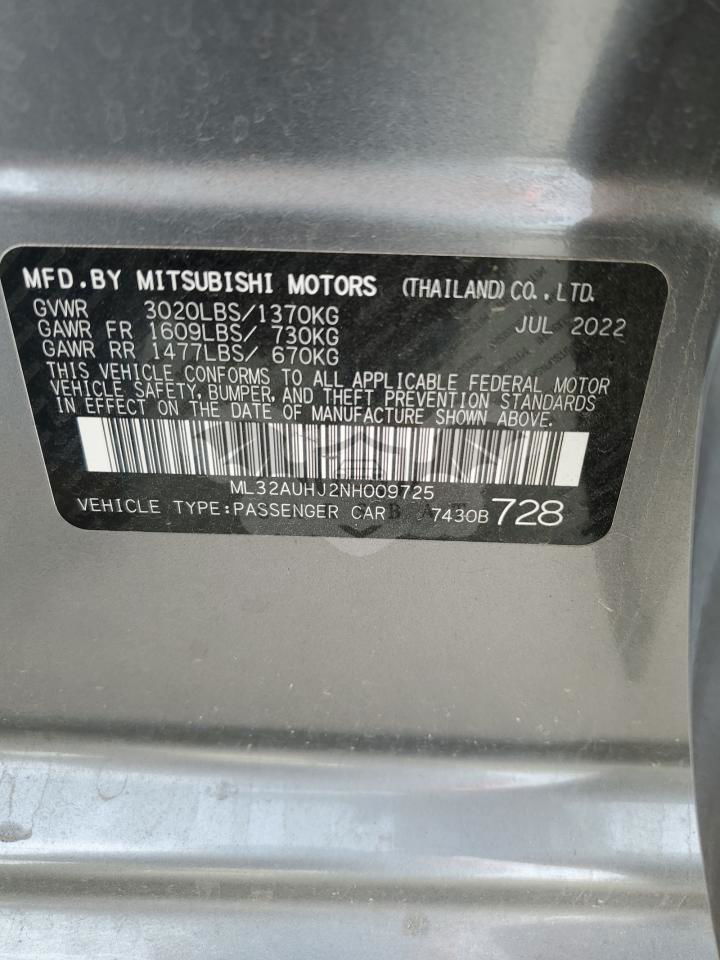 MFD.BY MITSUBISHI MOTORS (THAILAND) CO., LTD.
GVWR 3020LBS/1370KG JUL 2022
GAWR FR 1609LBS/ 730KG
GAWR RR 1477LBS/ 670KG
THIS VEHICLE CONFORMS TO ALL APPLICABLE FEDERAL MOTOR
VEHICLE SAFETY, BUMPER, AND THEFT PREVENTION STANDARDS
IN EFFECT ON THE DATE OF MANUFACTURE SHOWN ABOVE.
ML32AUHJ2NH009725
VEHICLE TYPE:PASSENGER CAR 7430B 728